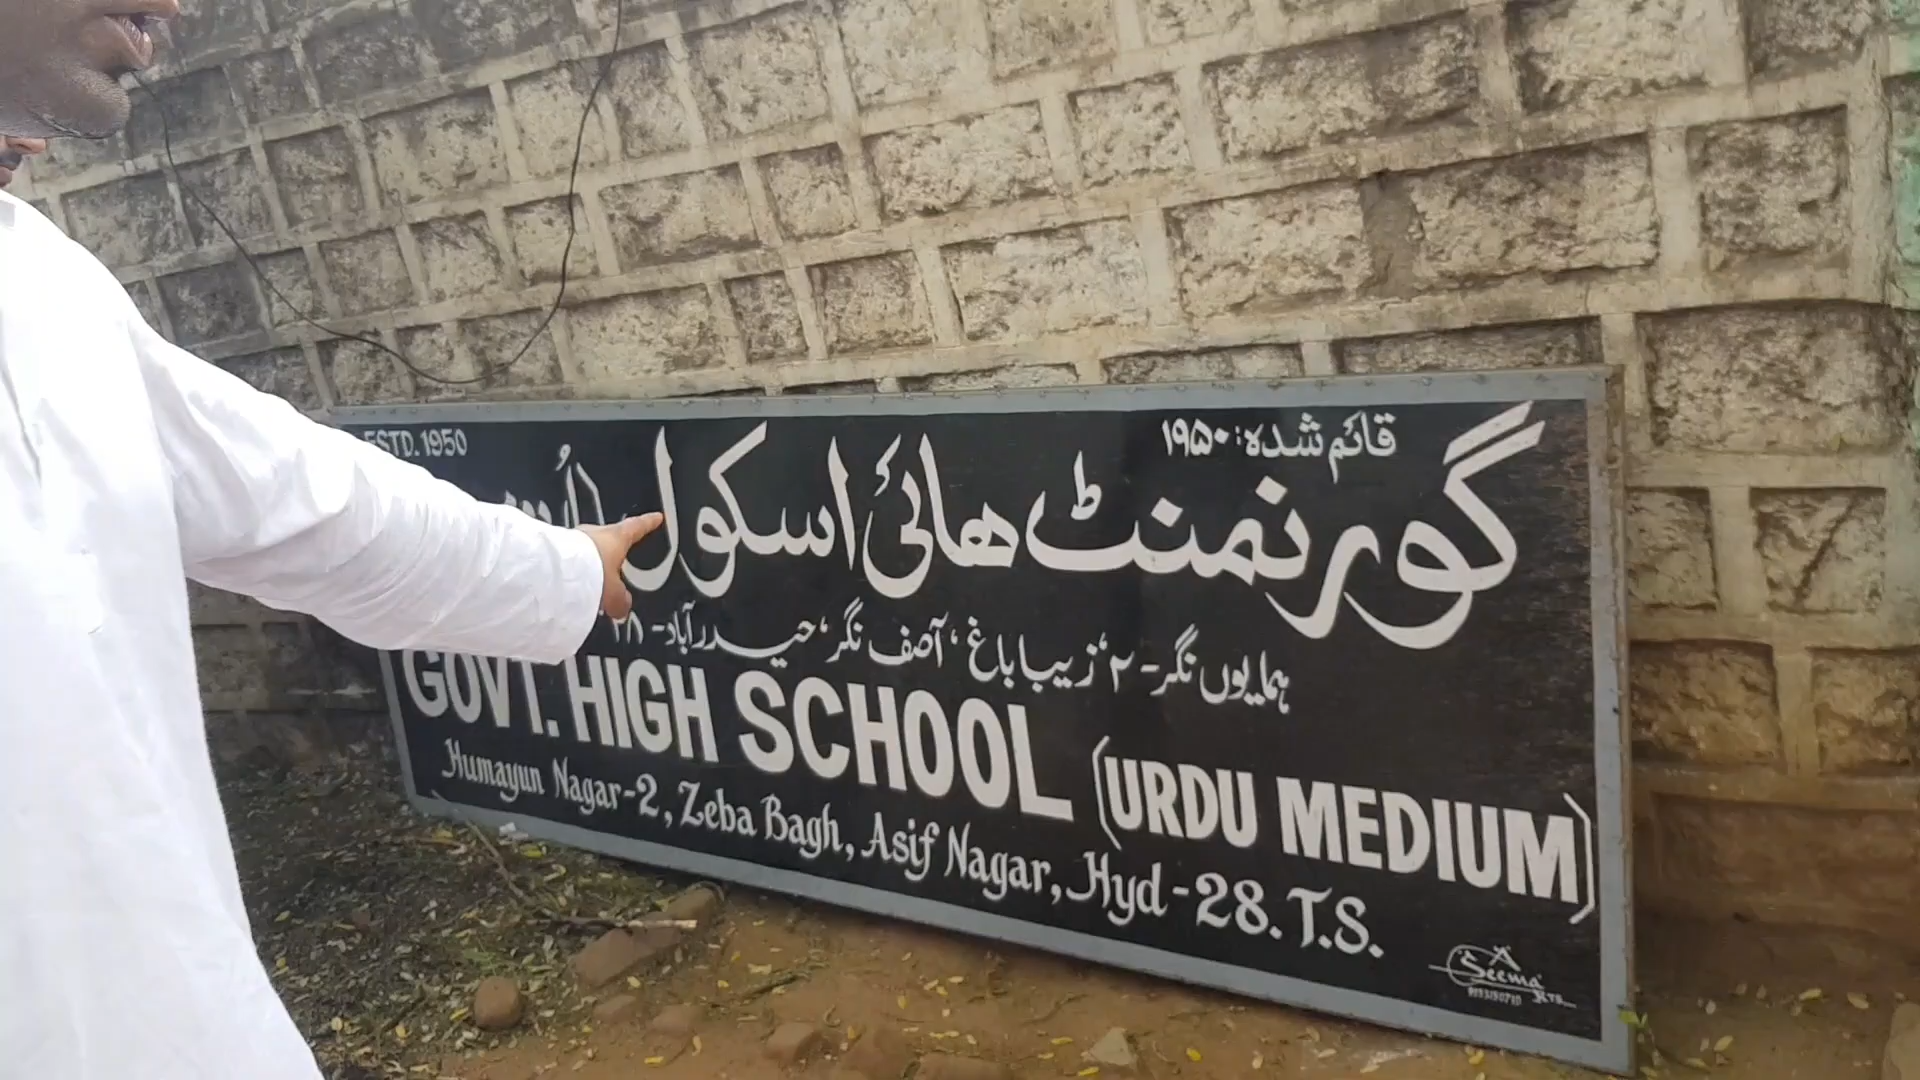 ESTD. 1950
قائم شدہ: ۱۹۵۰
گورنمنٹ ھائی اسکول
ہمایوں نگر-۲، زیبا باغ، آصف نگر، حیدرآباد-۲۸
GOVT. HIGH SCHOOL (URDU MEDIUM)
Humayun Nagar-2, Zeba Bagh, Asif Nagar, Hyd-28. T.S.
Seema